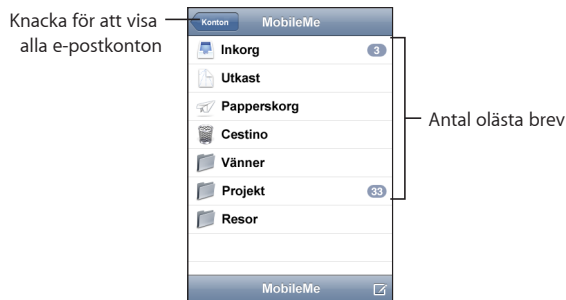 Knacka för att visa
alla e-postkonton
Konton
MobileMe
Inkorg 3
Utkast
Papperskorg
Cestino
Vänner
Projekt 33
Resor
Antal olästa brev
MobileMe